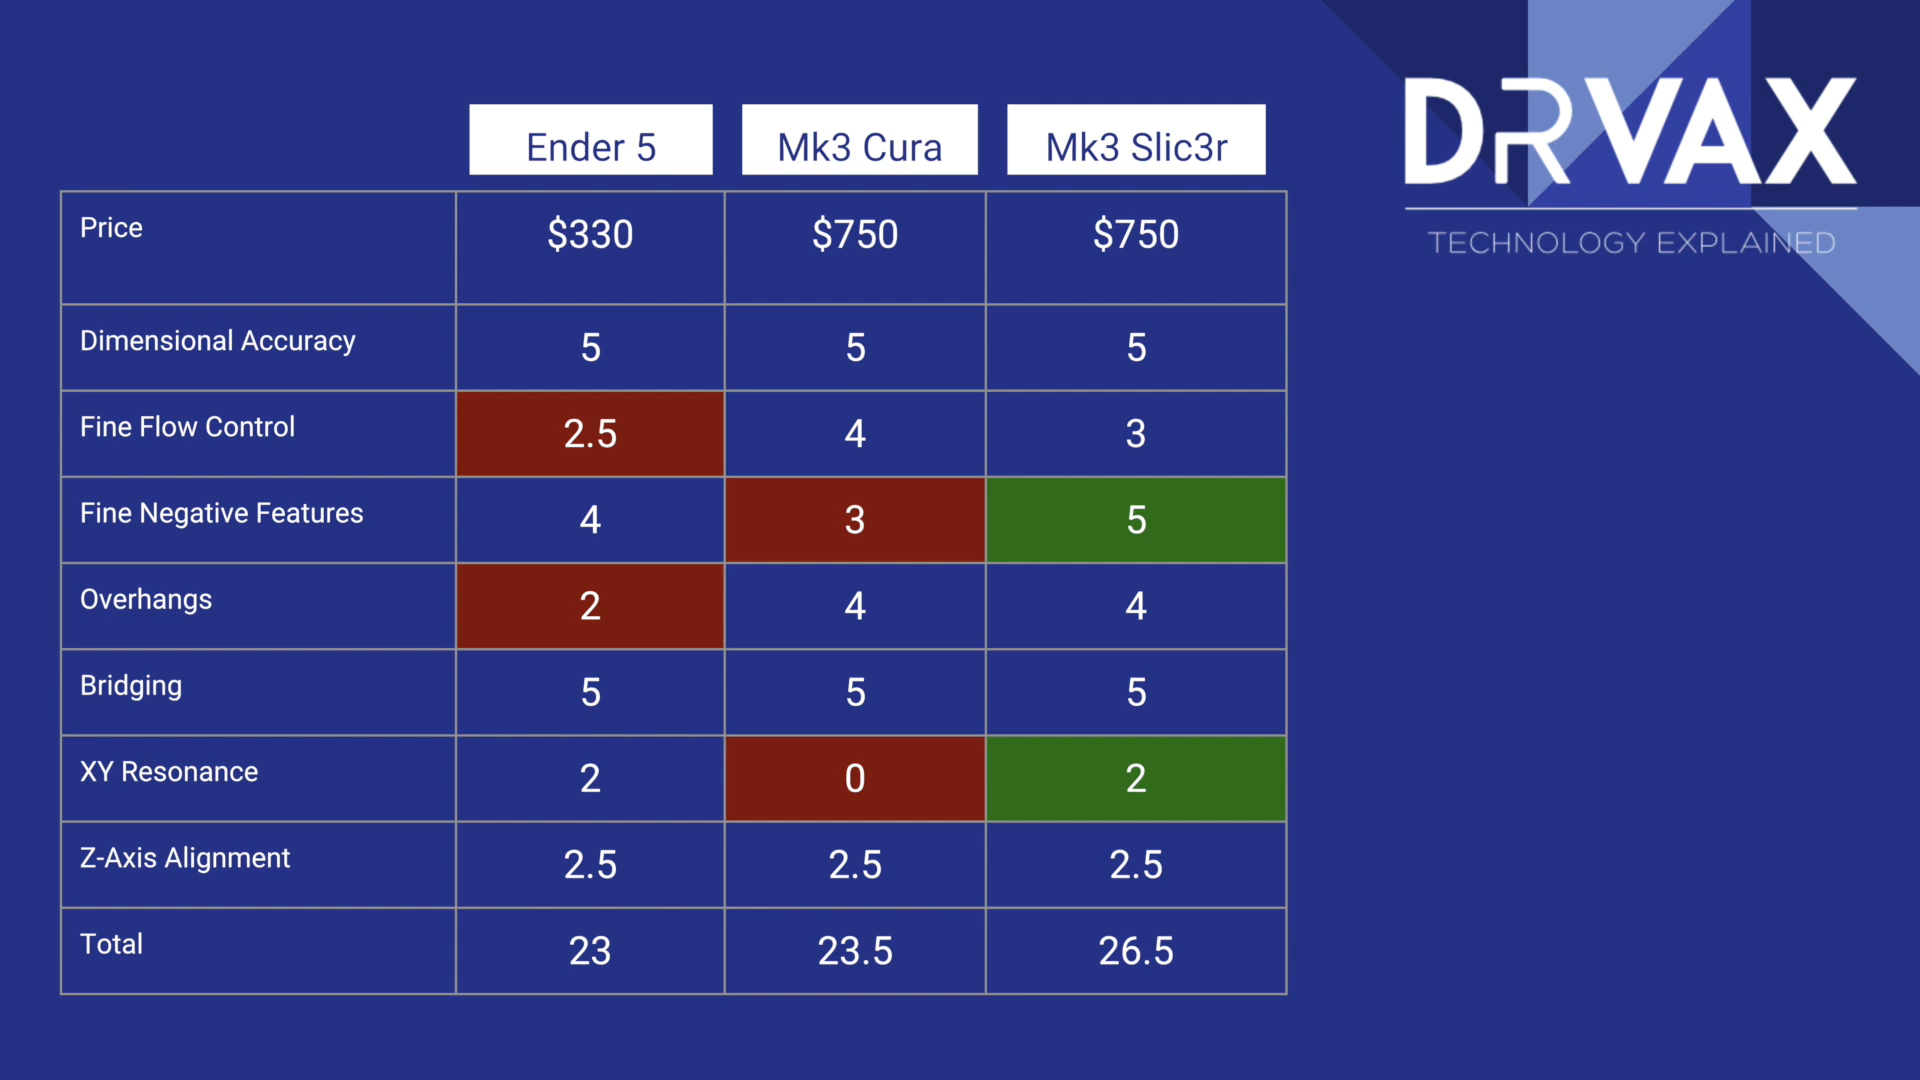 DRVAX
TECHNOLOGY EXPLAINED
Ender 5 Mk3 Cura Mk3 Slic3r
Price $330 $750 $750
Dimensional Accuracy 5 5 5
Fine Flow Control 2.5 4 3
Fine Negative Features 4 3 5
Overhangs 2 4 4
Bridging 5 5 5
XY Resonance 2 0 2
Z-Axis Alignment 2.5 2.5 2.5
Total 23 23.5 26.5